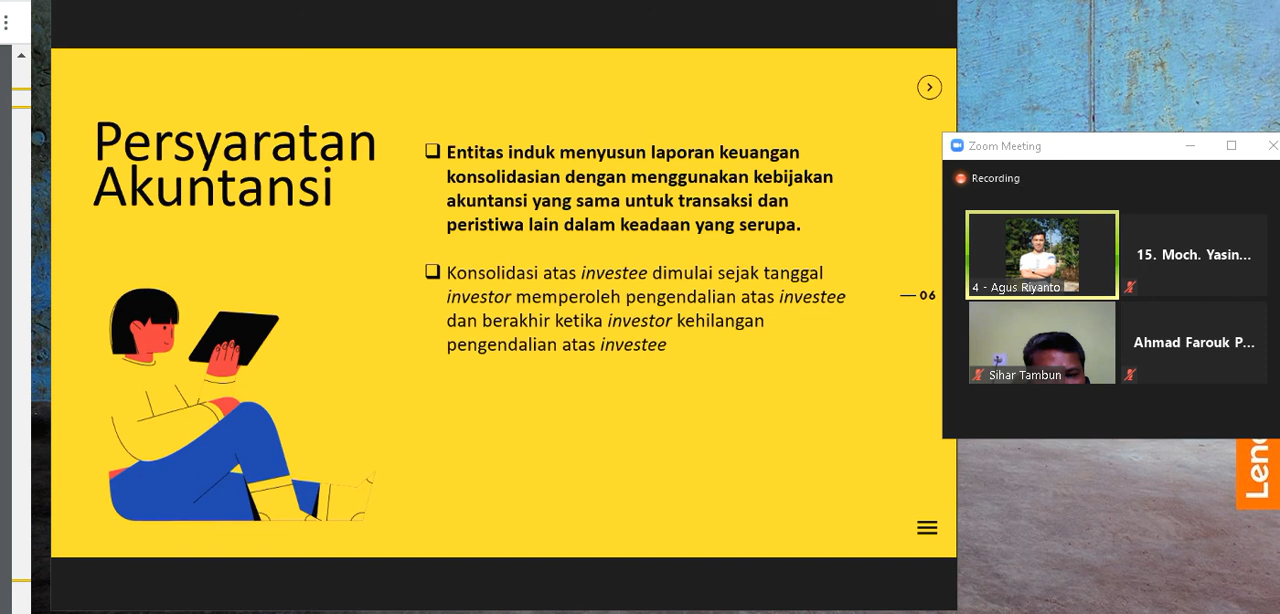 Persyaratan
Akuntansi
❑ Entitas induk menyusun laporan keuangan
konsolidasian dengan menggunakan kebijakan
akuntansi yang sama untuk transaksi dan
peristiwa lain dalam keadaan yang serupa.
❑ Konsolidasi atas investee dimulai sejak tanggal
investor memperoleh pengendalian atas investee
dan berakhir ketika investor kehilangan
pengendalian atas investee
— 06
Zoom Meeting
Recording
4 - Agus Riyanto
15. Moch. Yasin...
Sihar Tambun
Ahmad Farouk P...
Len